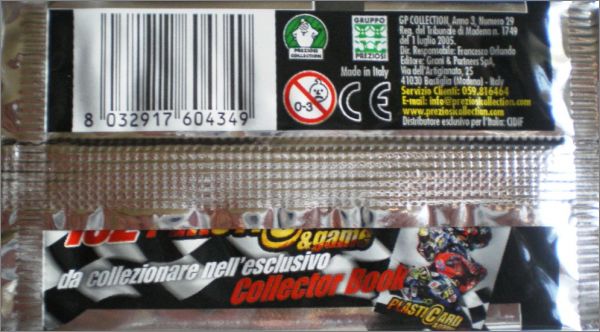 8 032917 604349
PREZIOSI
COLLECTION
GRUPPO
PREZIOSI
Made in Italy
0-3
CE
GP COLLECTION, Anno 3, Numero 29
Reg. del Tribunale di Modena n. 1749
del 1 luglio 2005.
Dir. Responsabile: Francesco Orlando
Editore: Grani & Partners SpA,
Via dell'Artigianato, 25
41030 Bastiglia (Modena) - Italy
Servizio Clienti: 059.816464
E-mail: info@preziosicollection.com
www.preziosicollection.com
Distributore esclusivo per l'Italia: CIDIF
& game
da collezionare nell'esclusivo
Collector Book
PLASTICARD